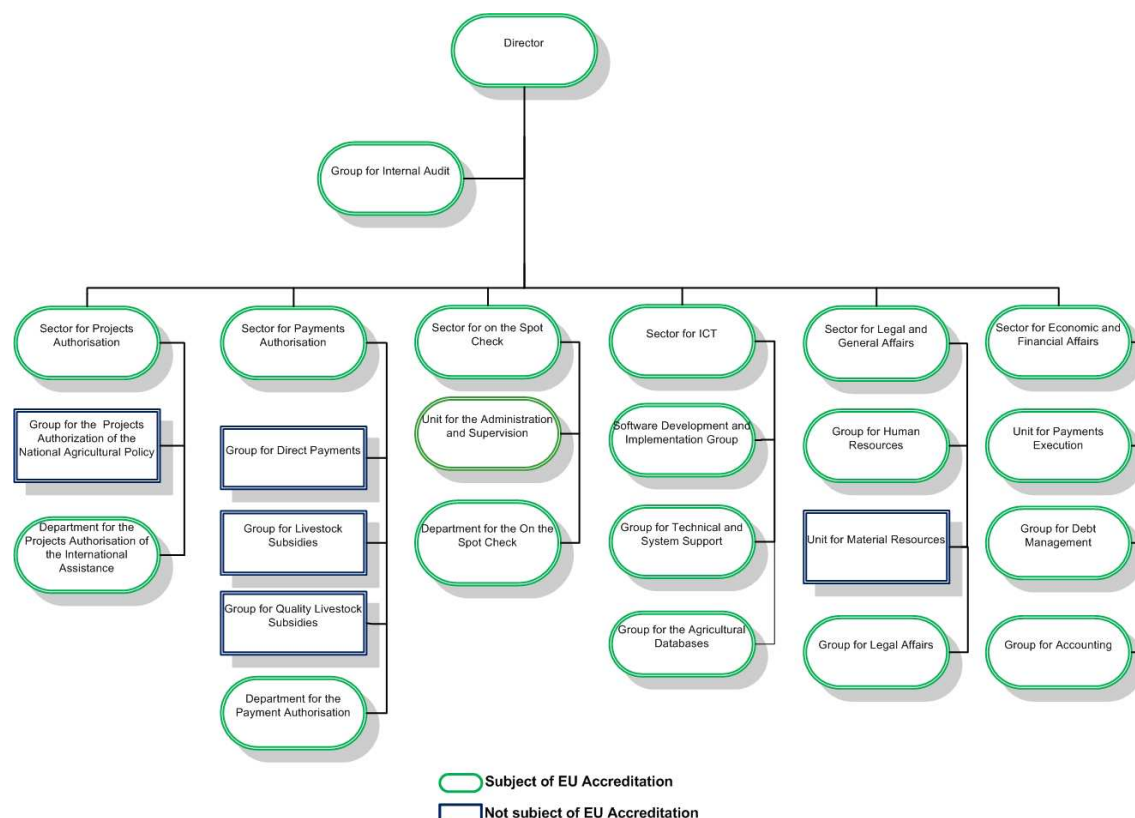 Director
Group for Internal Audit
Sector for Projects
Authorisation
Sector for Payments
Authorisation
Sector for on the Spot
Check
Sector for ICT
Sector for Legal and
General Affairs
Sector for Economic and
Financial Affairs
Group for the Projects
Authorization of the
National Agricultural Policy
Group for Direct Payments
Unit for the Administration
and Supervision
Software Development and
Implementation Group
Group for Human
Resources
Unit for Payments
Execution
Department for the
Projects Authorisation of
the International
Assistance
Group for Livestock
Subsidies
Department for the On the
Spot Check
Group for Technical and
System Support
Unit for Material Resources
Group for Debt
Management
Group for Quality Livestock
Subsidies
Group for the Agricultural
Databases
Group for Legal Affairs
Group for Accounting
Department for the
Payment Authorisation
Subject of EU Accreditation
Not subject of EU Accreditation